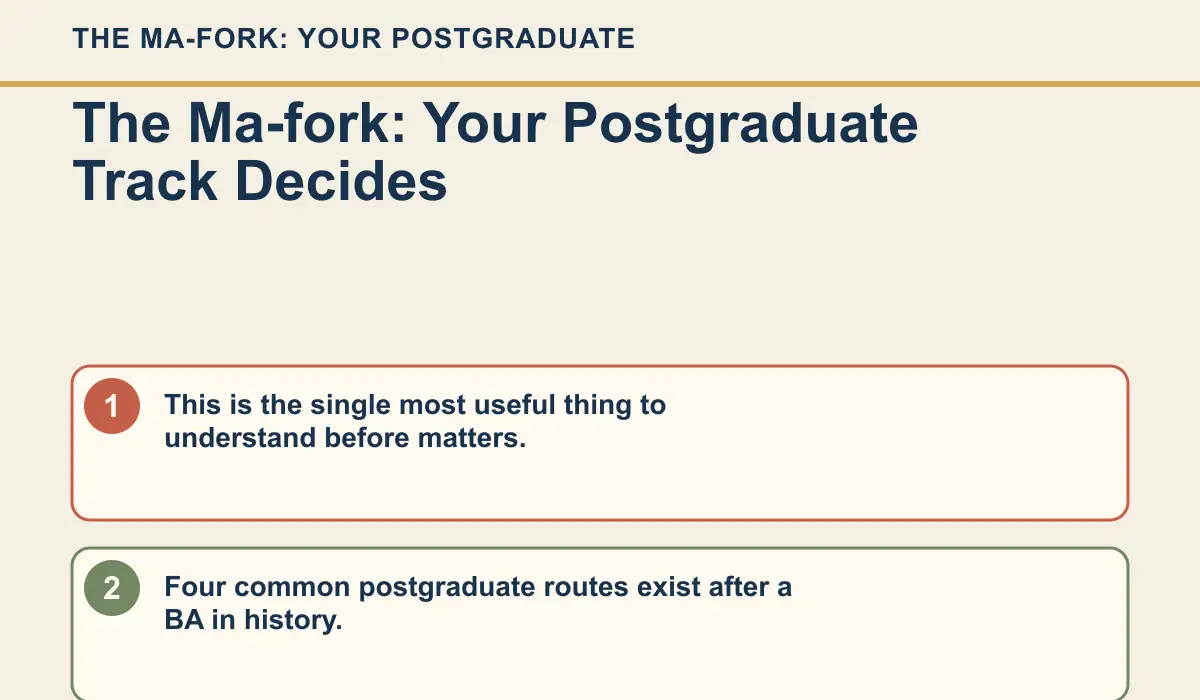 THE MA-FORK: YOUR POSTGRADUATE
The Ma-fork: Your Postgraduate
Track Decides
1
This is the single most useful thing to
understand before matters.
2
Four common postgraduate routes exist after a
BA in history.